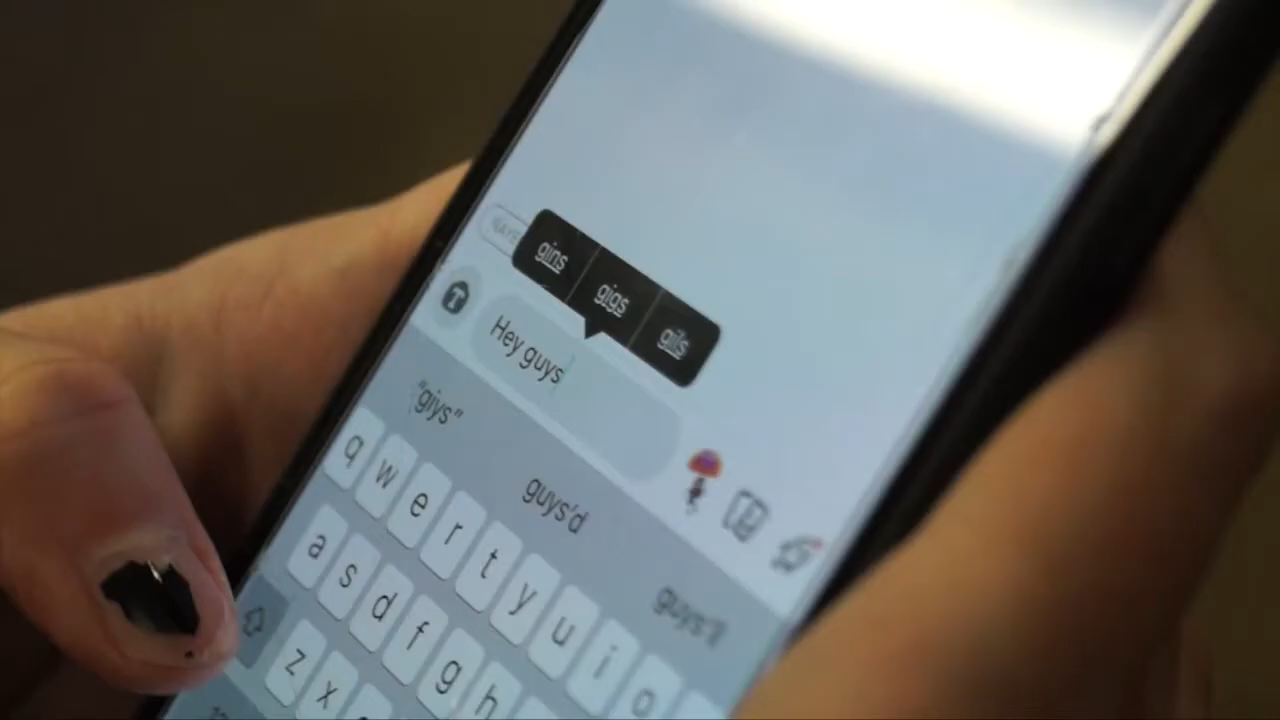 gins gigs gils
T
Hey guys
"giys" guys'd guys'll
q w e r t y u i o
a s d f g h
z x